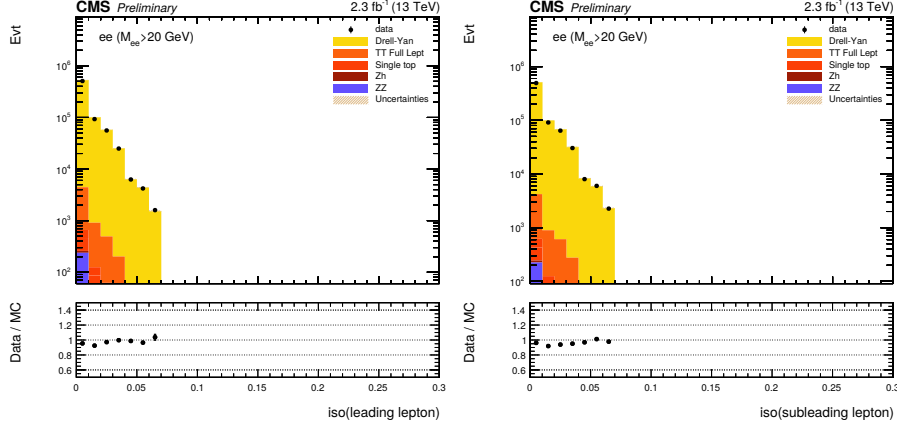 CMS Preliminary 2.3 fb⁻¹ (13 TeV)
Evt
ee (M_ee>20 GeV)
data
Drell-Yan
TT Full Lept
Single top
Zh
ZZ
Uncertainties
10⁶
10⁵
10⁴
10³
10²
Data / MC
1.4
1.2
1
0.8
0.6
0 0.05 0.1 0.15 0.2 0.25 0.3
iso(leading lepton)
CMS Preliminary 2.3 fb⁻¹ (13 TeV)
Evt
ee (M_ee>20 GeV)
data
Drell-Yan
TT Full Lept
Single top
Zh
ZZ
Uncertainties
10⁶
10⁵
10⁴
10³
10²
Data / MC
1.4
1.2
1
0.8
0.6
0 0.05 0.1 0.15 0.2 0.25 0.3
iso(subleading lepton)